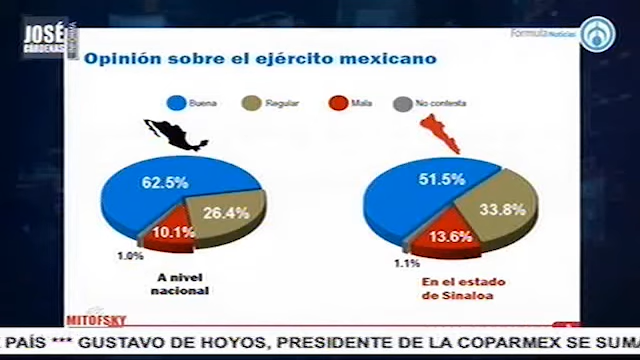 JOSÉ
CÁRDENAS
Fórmula Noticias
Opinión sobre el ejército mexicano
Buena Regular Mala No contesta
62.5%
26.4%
10.1%
1.0%
A nivel
nacional
51.5%
33.8%
13.6%
1.1%
En el estado
de Sinaloa
MITOFSKY
PAÍS *** GUSTAVO DE HOYOS, PRESIDENTE DE LA COPARMEX SE SUMA